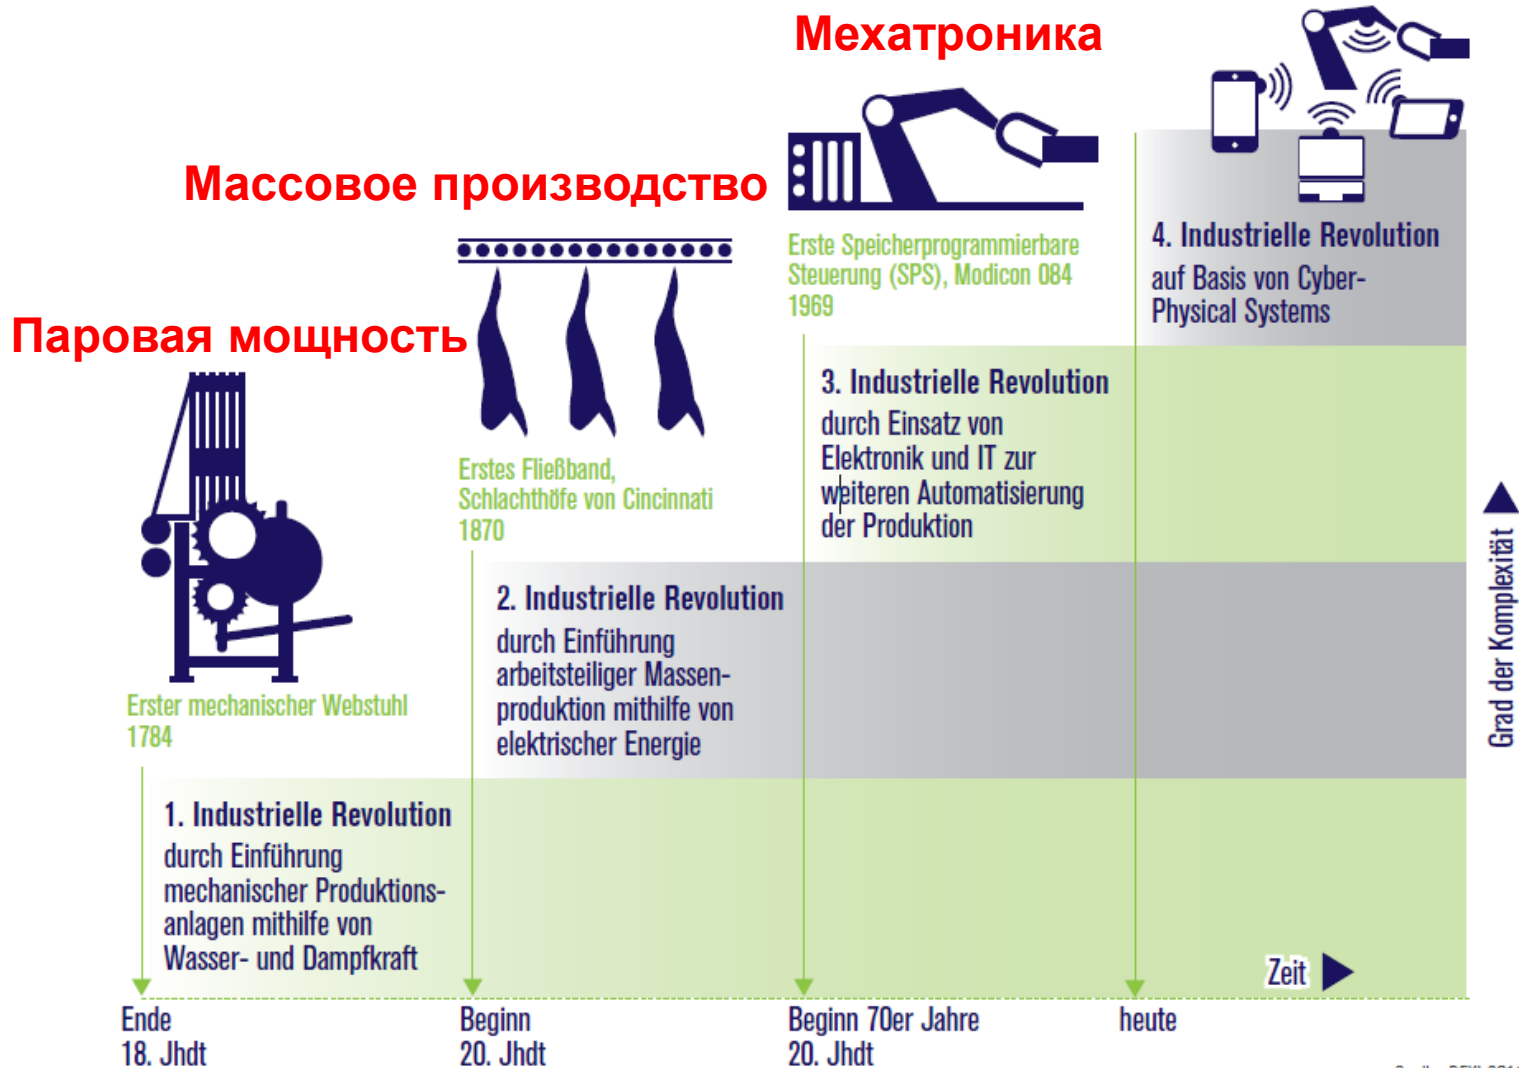 Мехатроника
Массовое производство
Паровая мощность
Erster mechanischer Webstuhl
1784
Erstes Fließband,
Schlachthöfe von Cincinnati
1870
Erste Speicherprogrammierbare
Steuerung (SPS), Modicon 084
1969
4. Industrielle Revolution
auf Basis von Cyber-
Physical Systems
3. Industrielle Revolution
durch Einsatz von
Elektronik und IT zur
weiteren Automatisierung
der Produktion
2. Industrielle Revolution
durch Einführung
arbeitsteiliger Massen-
produktion mithilfe von
elektrischer Energie
1. Industrielle Revolution
durch Einführung
mechanischer Produktions-
anlagen mithilfe von
Wasser- und Dampfkraft
Grad der Komplexität
Zeit
Ende
18. Jhdt
Beginn
20. Jhdt
Beginn 70er Jahre
20. Jhdt
heute